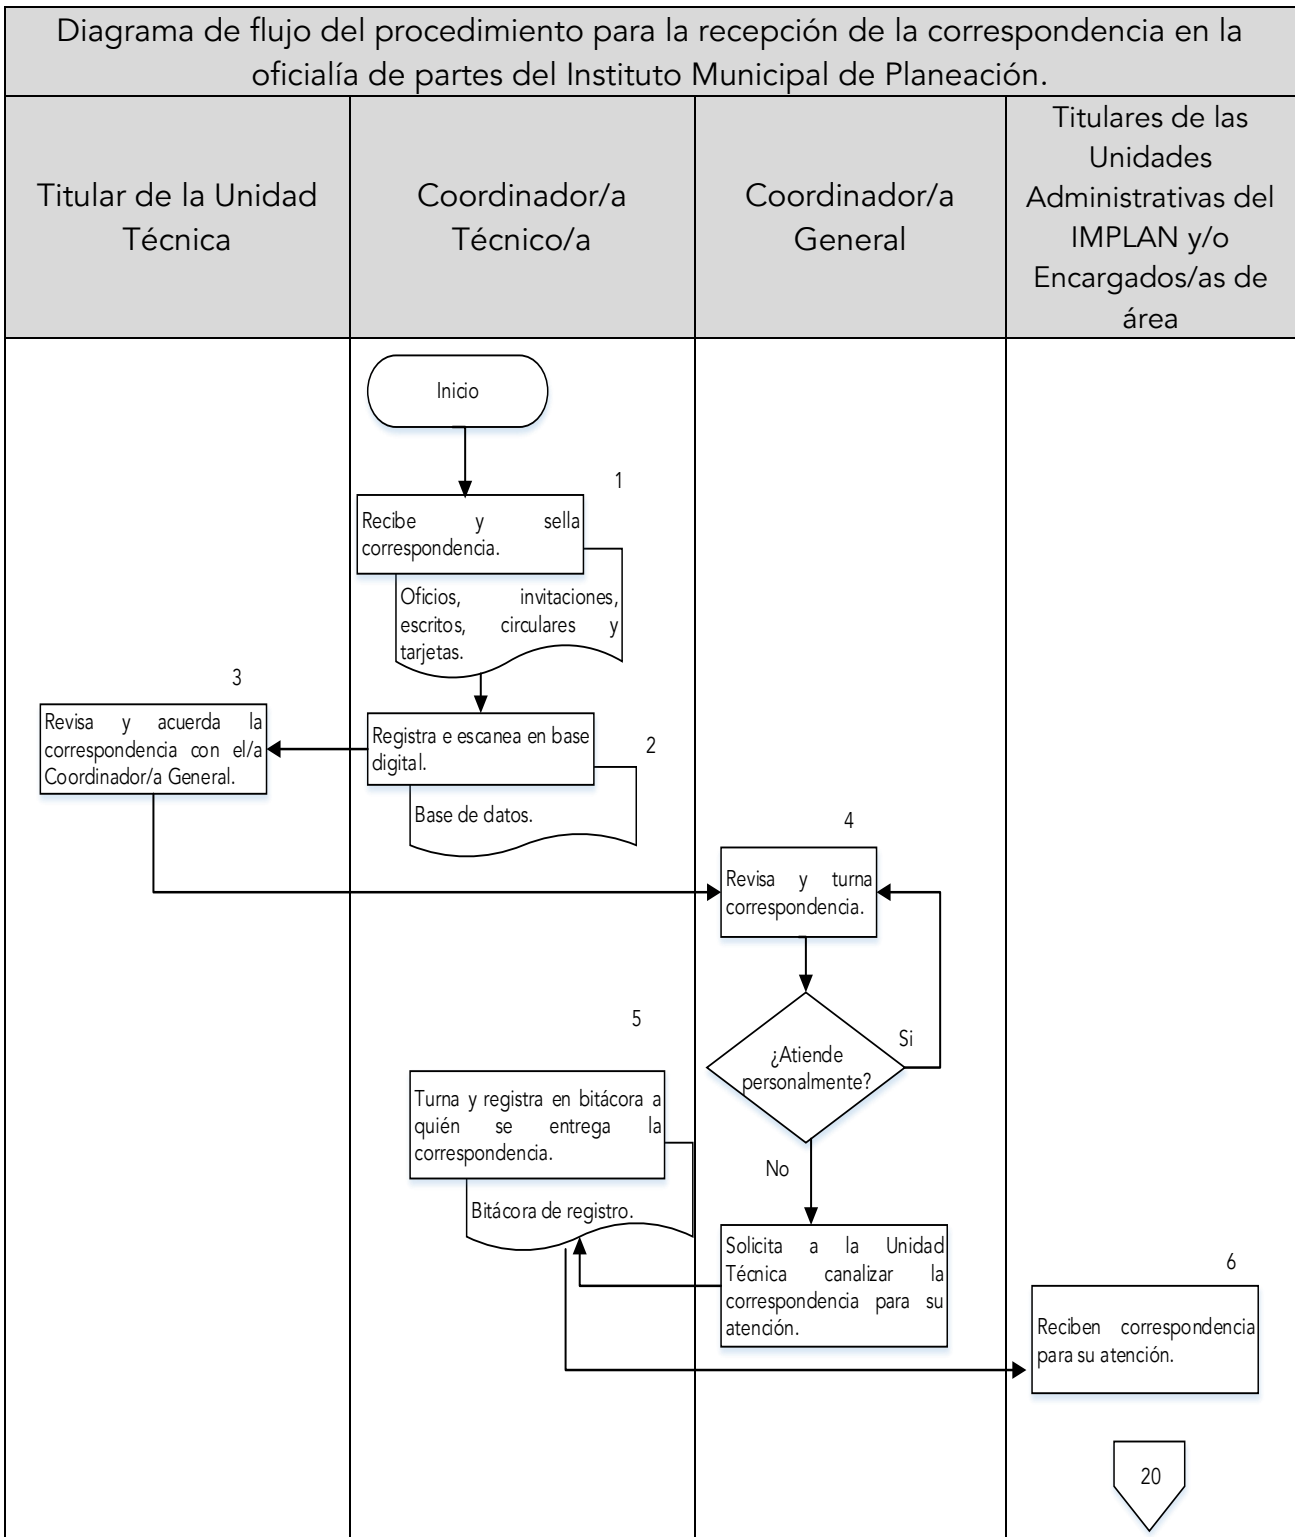 Diagrama de flujo del procedimiento para la recepción de la correspondencia en la
oficialía de partes del Instituto Municipal de Planeación.
Titular de la Unidad
Técnica
Coordinador/a
Técnico/a
Coordinador/a
General
Titulares de las
Unidades
Administrativas del
IMPLAN y/o
Encargados/as de
área
Inicio
1
Recibe y sella
correspondencia.
Oficios, invitaciones,
escritos, circulares y
tarjetas.
3
Revisa y acuerda la
correspondencia con el/a
Coordinador/a General.
2
Registra e escanea en base
digital.
Base de datos.
4
Revisa y turna
correspondencia.
¿Atiende
personalmente?
Si
No
5
Turna y registra en bitácora a
quién se entrega la
correspondencia.
Bitácora de registro.
Solicita a la Unidad
Técnica canalizar la
correspondencia para su
atención.
6
Reciben correspondencia
para su atención.
20